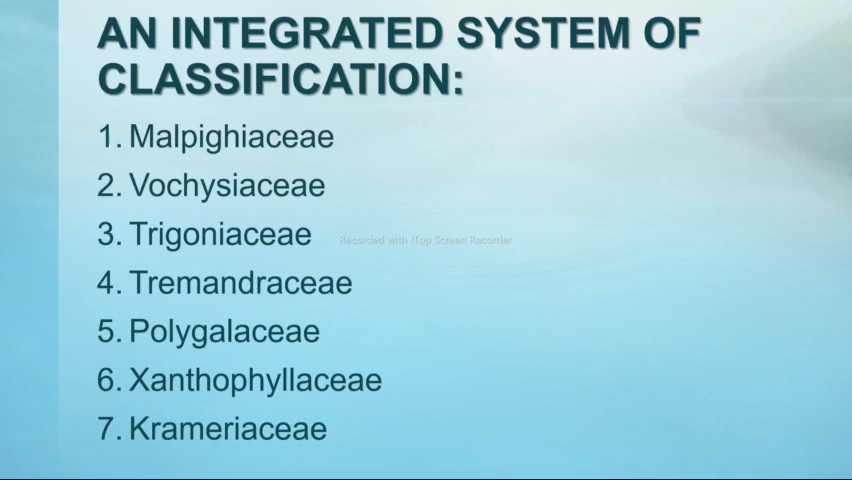 AN INTEGRATED SYSTEM OF
CLASSIFICATION:
1. Malpighiaceae
2. Vochysiaceae
3. Trigoniaceae
Recorded with iTop Screen Recorder
4. Tremandraceae
5. Polygalaceae
6. Xanthophyllaceae
7. Krameriaceae